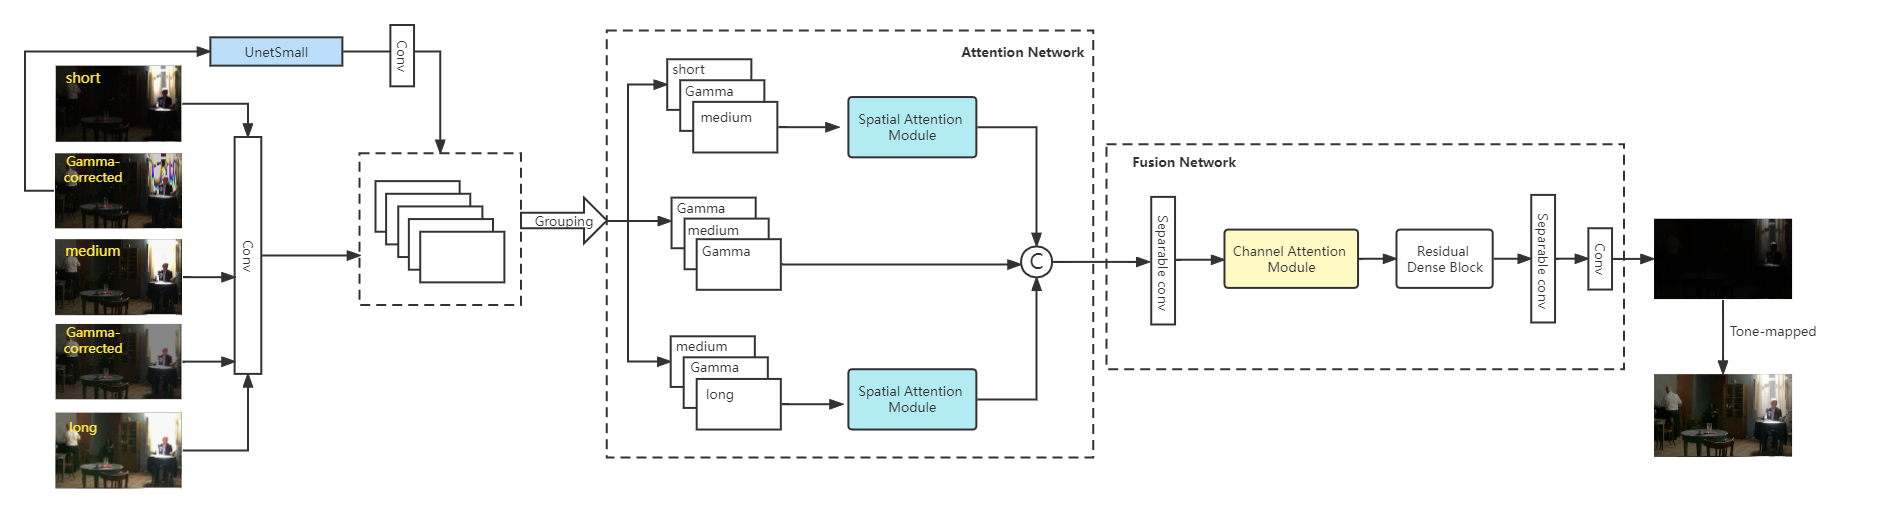 short
Gamma-
corrected
medium
Gamma-
corrected
long
UnetSmall
Conv
Conv
Grouping
Attention Network
short
Gamma
medium
Spatial Attention
Module
Gamma
medium
Gamma
C
medium
Gamma
long
Spatial Attention
Module
Fusion Network
Separable conv
Channel Attention
Module
Residual
Dense Block
Separable conv
Conv
Tone-mapped